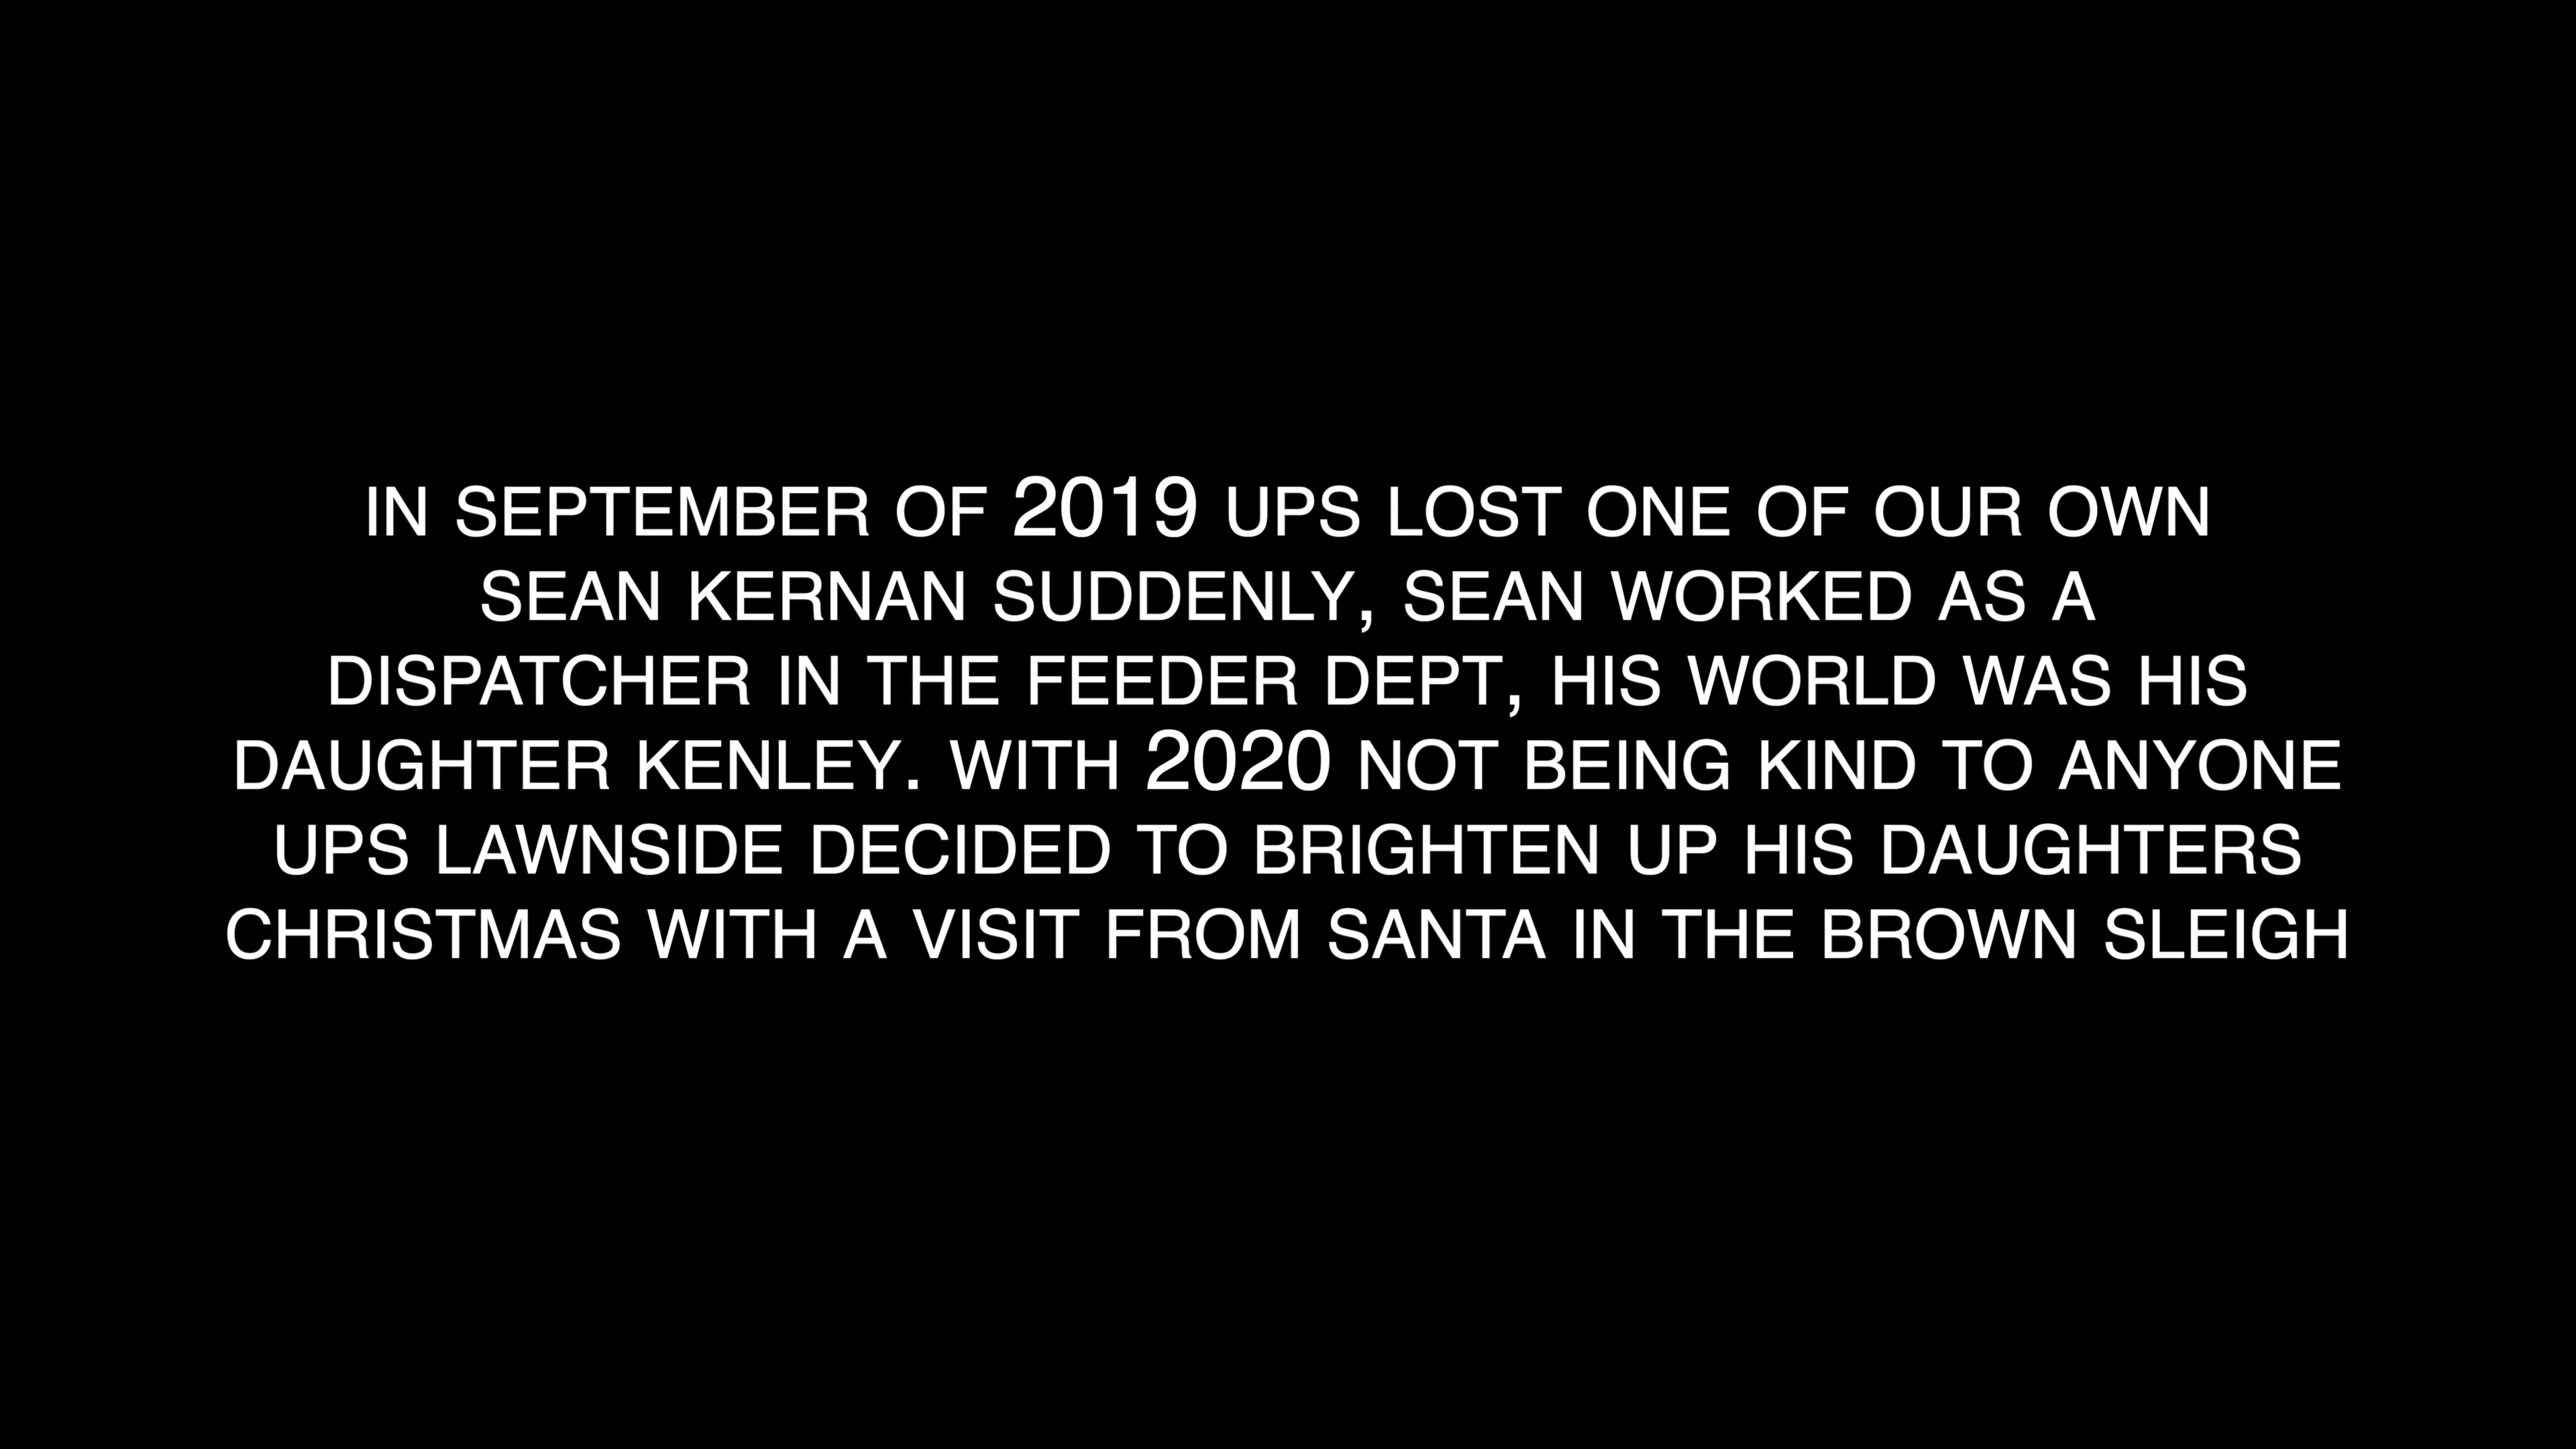 IN SEPTEMBER OF 2019 UPS LOST ONE OF OUR OWN
SEAN KERNAN SUDDENLY, SEAN WORKED AS A
DISPATCHER IN THE FEEDER DEPT, HIS WORLD WAS HIS
DAUGHTER KENLEY. WITH 2020 NOT BEING KIND TO ANYONE
UPS LAWNSIDE DECIDED TO BRIGHTEN UP HIS DAUGHTERS
CHRISTMAS WITH A VISIT FROM SANTA IN THE BROWN SLEIGH